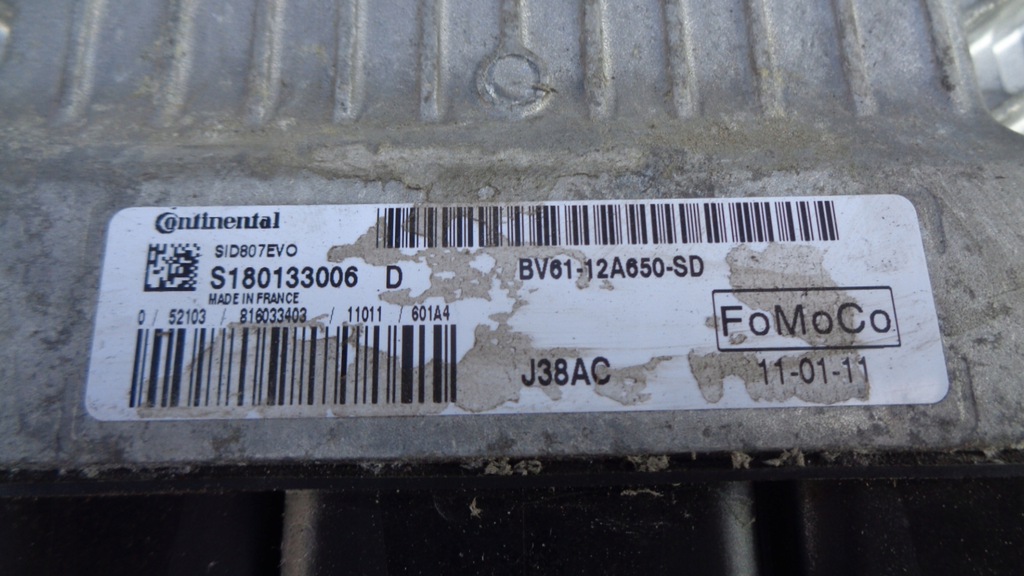 Continental
SID807EVO
S180133006 D
MADE IN FRANCE
0 / 52103 / 816033403 / 11011 / 601A4
BV61-12A650-SD
FoMoCo
J38AC
11-01-11